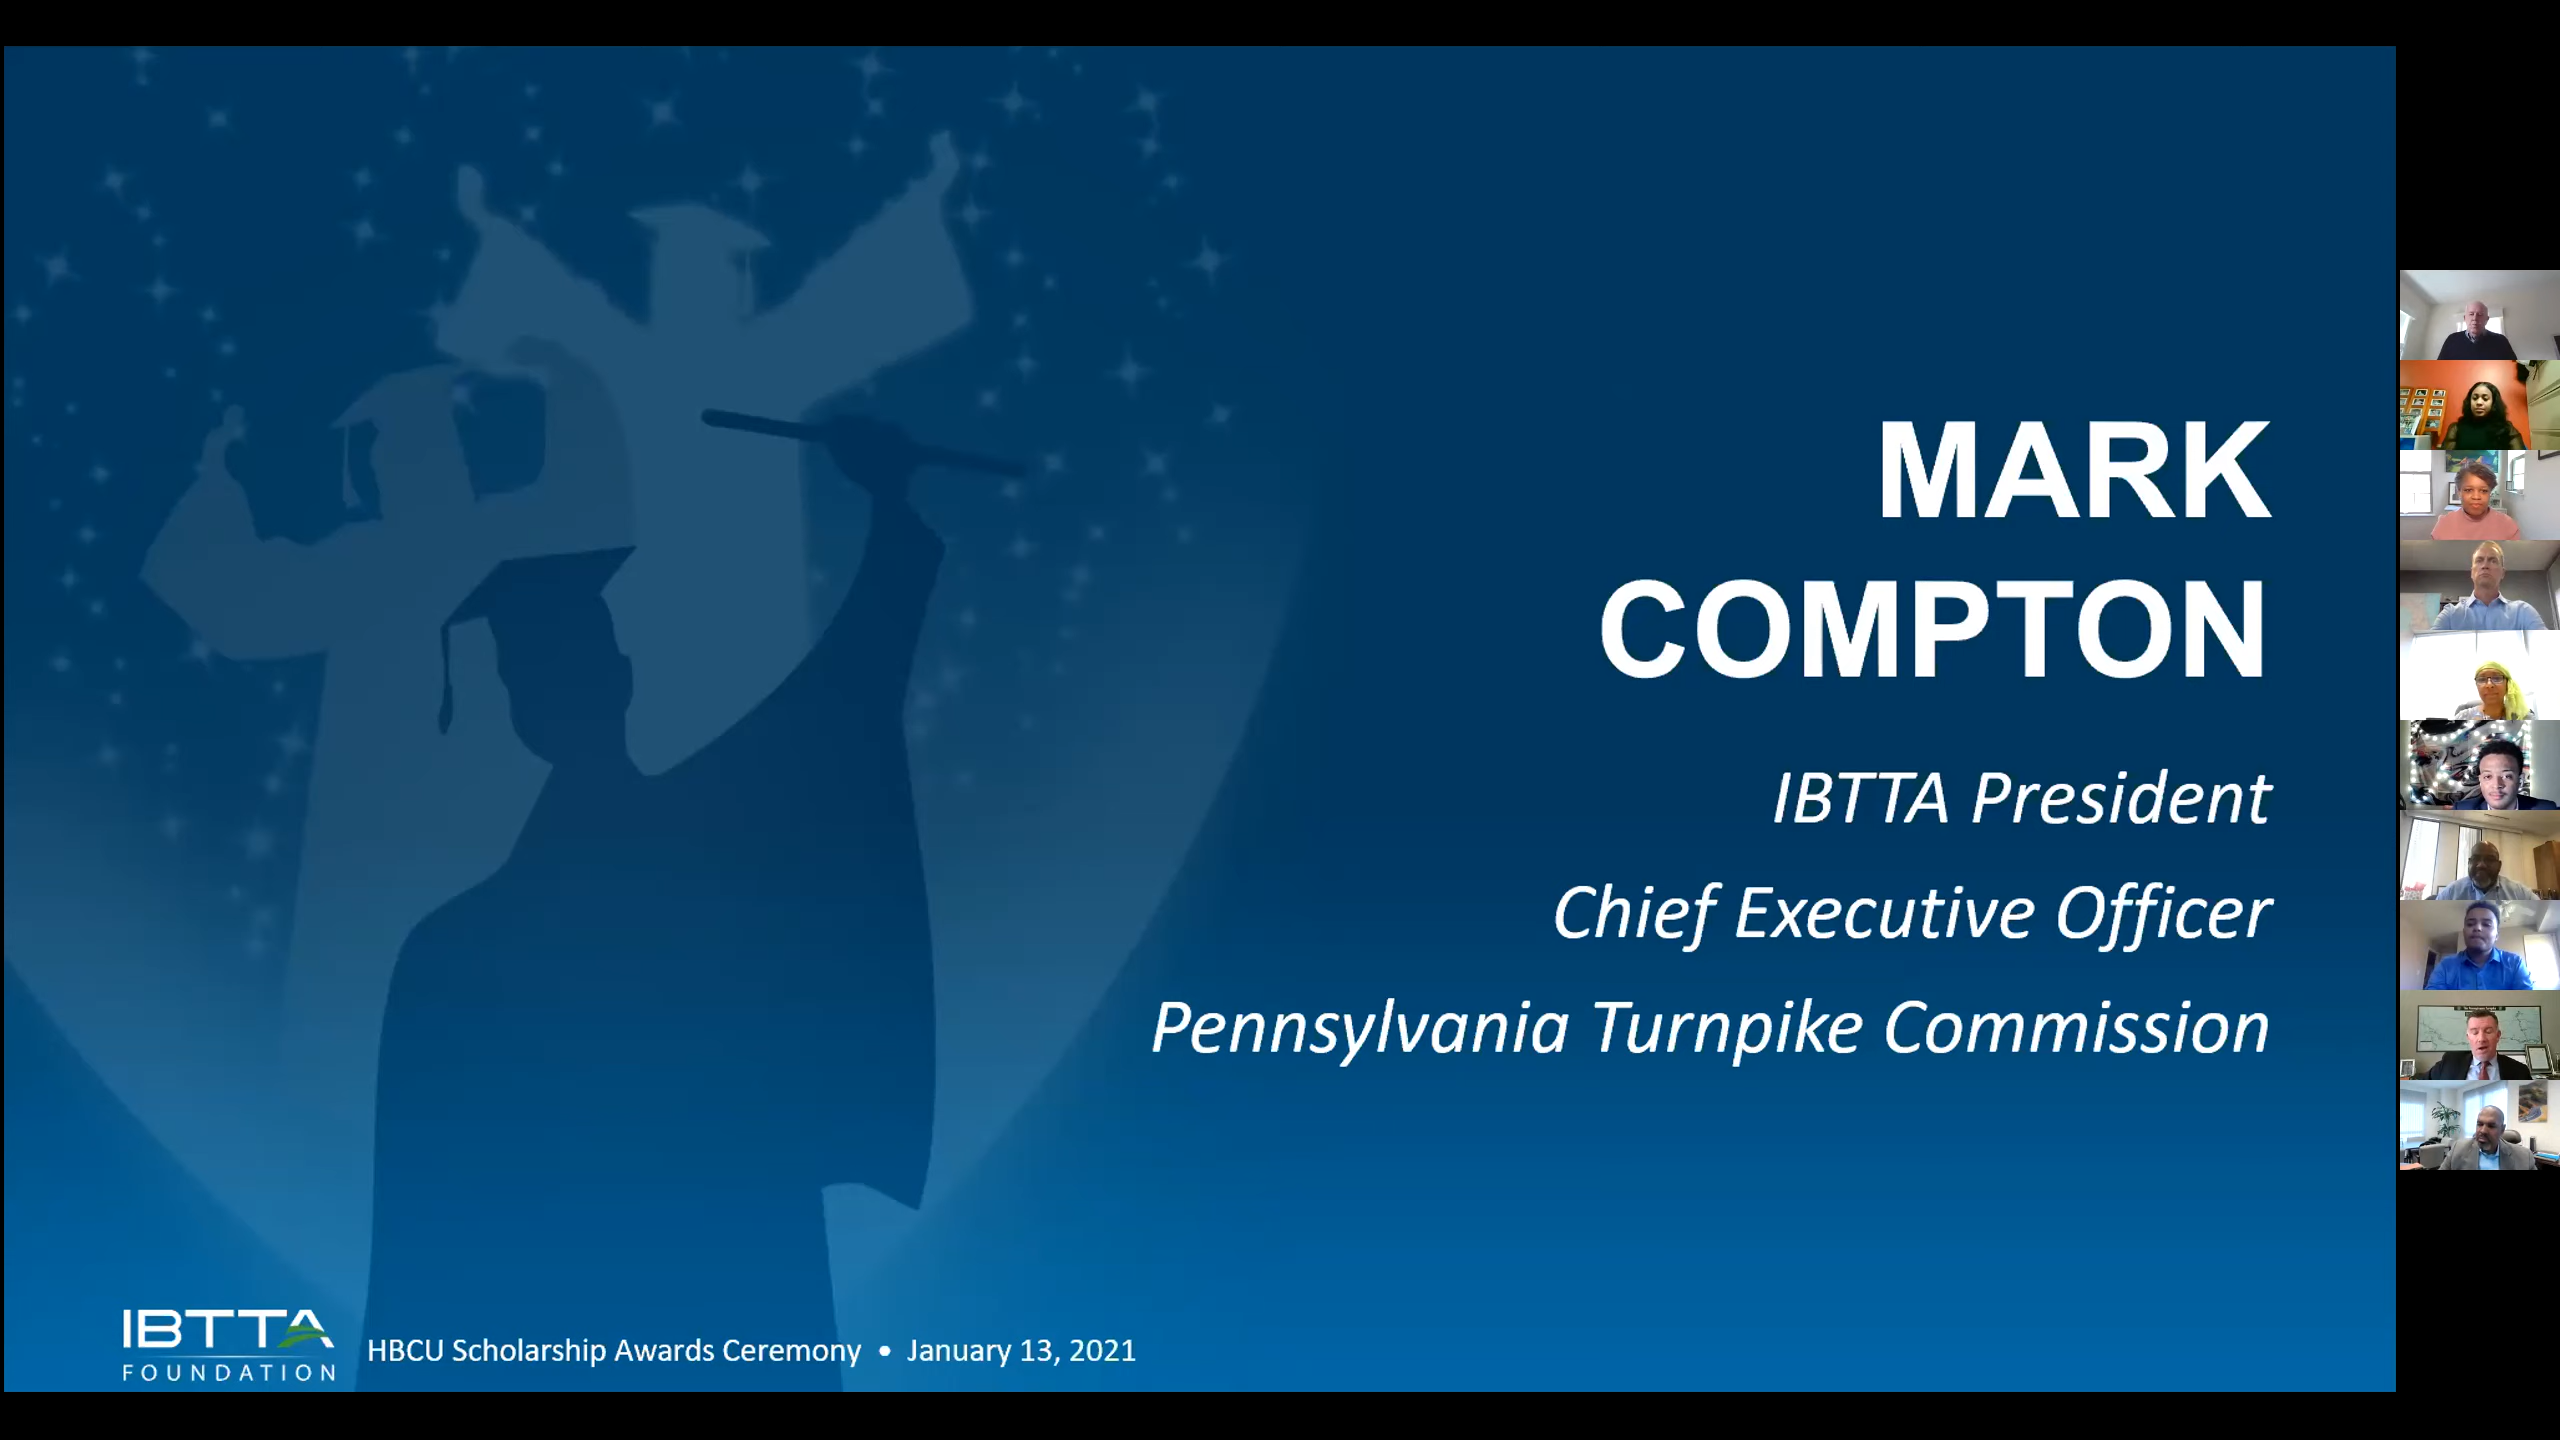 MARK
COMPTON
IBTTA President
Chief Executive Officer
Pennsylvania Turnpike Commission
IBTTA
FOUNDATION
HBCU Scholarship Awards Ceremony • January 13, 2021